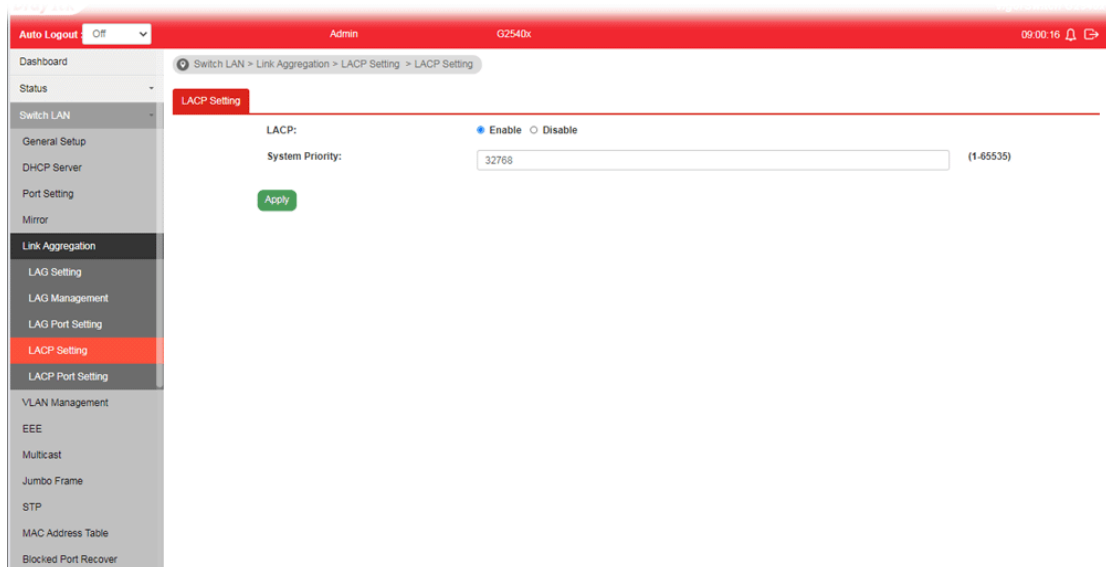 Auto Logout : Off
Admin
G2540x
09:00:16
Dashboard
Status
Switch LAN
General Setup
DHCP Server
Port Setting
Mirror
Link Aggregation
LAG Setting
LAG Management
LAG Port Setting
LACP Setting
LACP Port Setting
VLAN Management
EEE
Multicast
Jumbo Frame
STP
MAC Address Table
Blocked Port Recover
Switch LAN > Link Aggregation > LACP Setting > LACP Setting
LACP Setting
LACP: Enable Disable
System Priority: 32768 (1-65535)
Apply